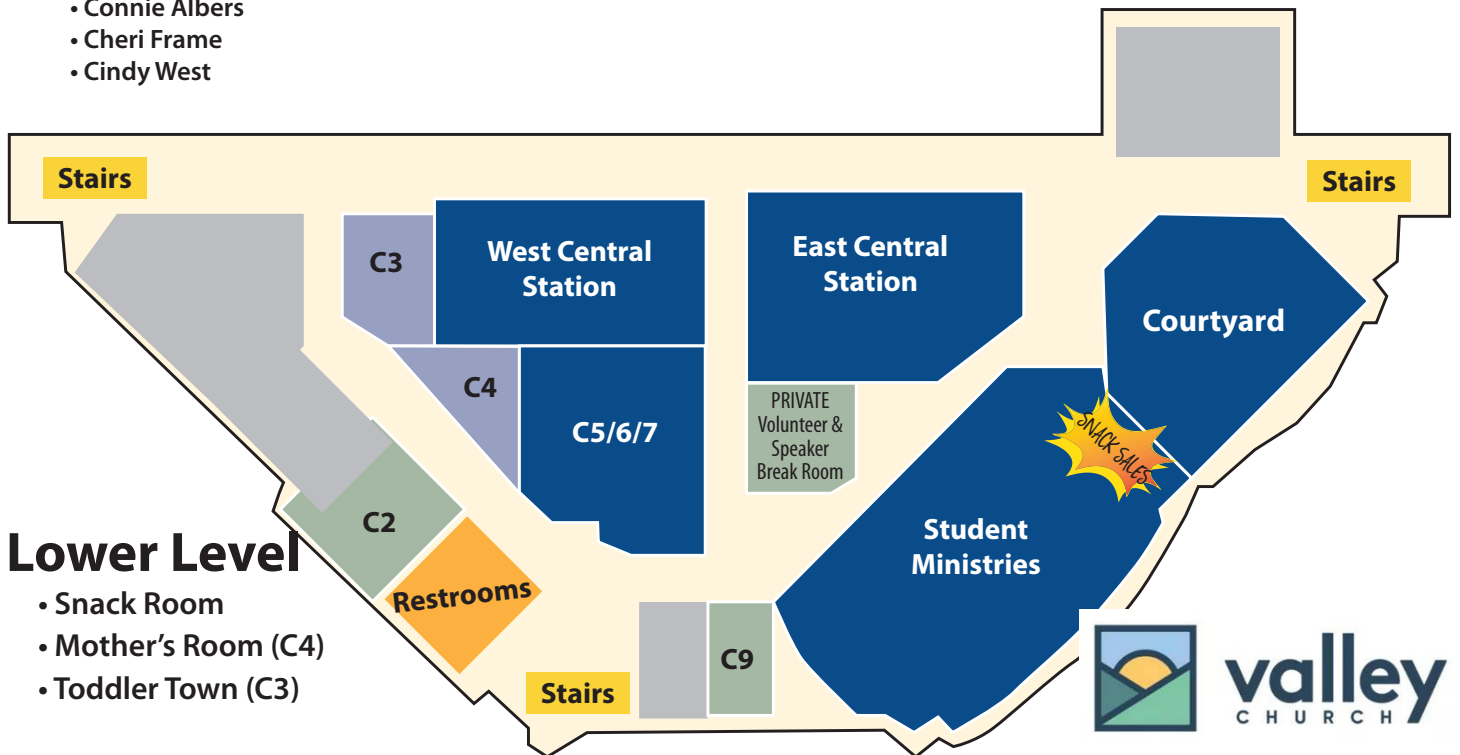 • Connie Albers
• Cheri Frame
• Cindy West
Stairs
Stairs
C3
West Central
Station
East Central
Station
Courtyard
C4
C5/6/7
PRIVATE
Volunteer &
Speaker
Break Room
SNACK SALES
C2
Student
Ministries
Lower Level
• Snack Room
• Mother’s Room (C4)
• Toddler Town (C3)
Restrooms
C9
Stairs
valley
CHURCH